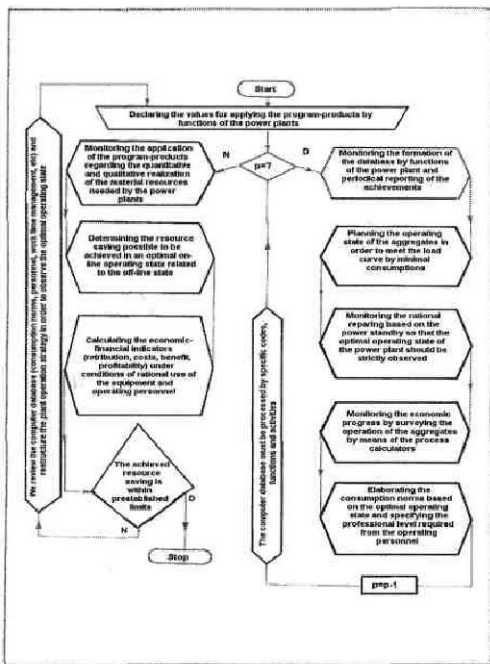 Start
Declaring the values for applying the program-products by
functions of the power plants
Monitoring the application
of the program-products
regarding the quantitative
and qualitative realization
of the material resources
needed by the power
plants
N
p=?
D
Monitoring the formation of
the database by functions
of the power plant and
periodical reporting of the
achievements
Determining the resource
saving possible to be
achieved in an optimal on-
line operating state related
to the off-line state
Planning the operating
state of the aggregates in
order to meet the load
curve by minimal
consumptions
Calculating the economic-
financial indicators
(retribution, costs, benefit,
profitability) under
conditions of rational use of
the equipment and
operating personnel
Monitoring the rational
reparing based on the
power standby so that the
optimal operating state of
the power plant should be
strictly observed
Monitoring the economic
progress by surveying the
operation of the aggregates
by means of the process
calculators
The achieved
resource
saving is within
preestablished
limits
D
N
Stop
Elaborating the
consumption norms based
on the optimal operating
state and specifying the
professional level required
from the operating
personnel
p=p-1
We review the computer database (consumption norms, personnel, work time management, etc) and
restructure the plant operation strategy in order to observe the optimal operating state
The computer database must be processed by specific codes,
functions and activities